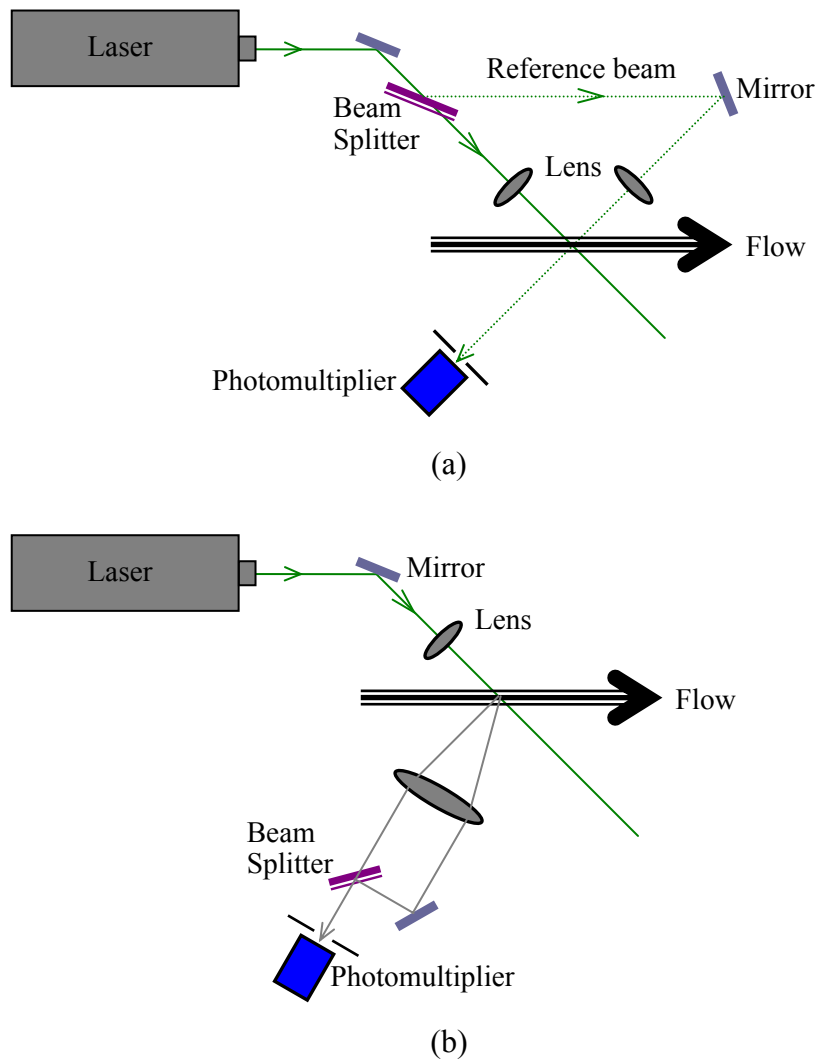 Laser
Reference beam
Mirror
Beam
Splitter
Lens
Flow
Photomultiplier
(a)
Laser
Mirror
Lens
Flow
Beam
Splitter
Photomultiplier
(b)